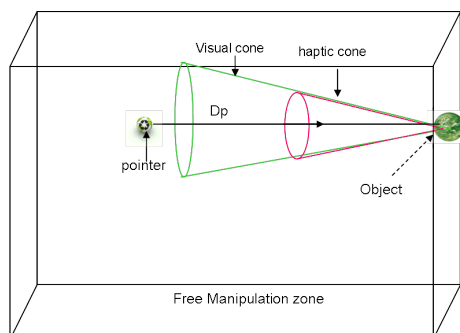 Visual cone
haptic cone
Dp
pointer
Object
Free Manipulation zone